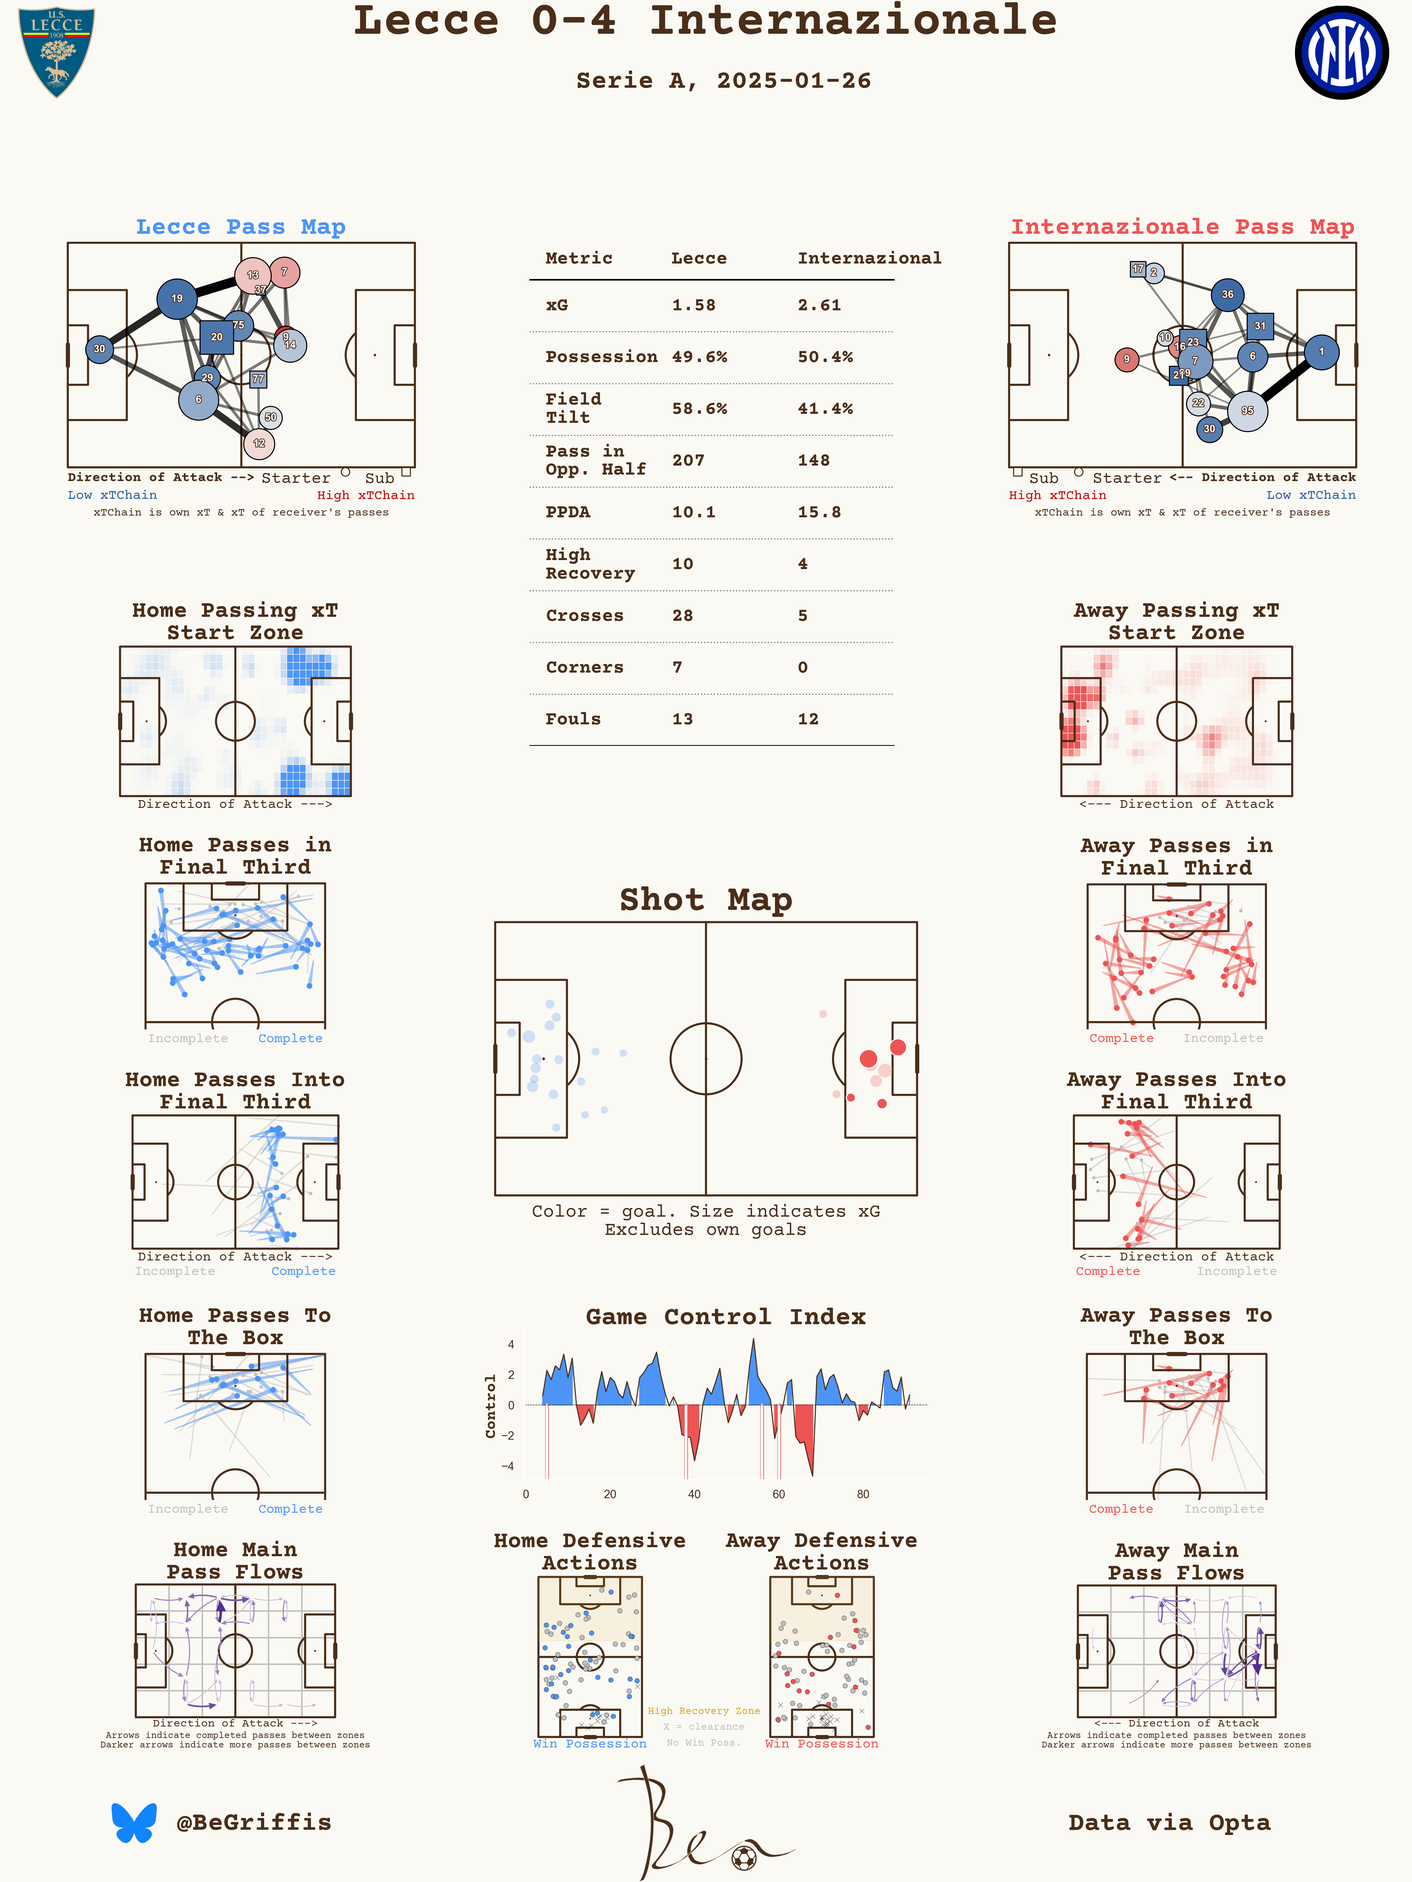 Lecce 0-4 Internazionale
Serie A, 2025-01-26
U.S.
LECCE
1908
Lecce Pass Map
13
7
37
19
75
20
9
14
30
29
77
6
50
12
Direction of Attack --> Starter Sub
Low xTChain High xTChain
xTChain is own xT & xT of receiver's passes
Metric Lecce Internazional
xG 1.58 2.61
Possession 49.6% 50.4%
Field
Tilt 58.6% 41.4%
Pass in
Opp. Half 207 148
PPDA 10.1 15.8
High
Recovery 10 4
Crosses 28 5
Corners 7 0
Fouls 13 12
Internazionale Pass Map
17
2
36
31
10
16
23
9
7
6
1
21
22
95
30
Sub Starter <-- Direction of Attack
High xTChain Low xTChain
xTChain is own xT & xT of receiver's passes
Home Passing xT
Start Zone
Direction of Attack --->
Away Passing xT
Start Zone
<--- Direction of Attack
Home Passes in
Final Third
Incomplete Complete
Away Passes in
Final Third
Complete Incomplete
Shot Map
Color = goal. Size indicates xG
Excludes own goals
Home Passes Into
Final Third
Direction of Attack --->
Incomplete Complete
Away Passes Into
Final Third
<--- Direction of Attack
Complete Incomplete
Home Passes To
The Box
Incomplete Complete
Game Control Index
Control
4
2
0
−2
−4
0 20 40 60 80
Away Passes To
The Box
Complete Incomplete
Home Main
Pass Flows
Direction of Attack --->
Arrows indicate completed passes between zones
Darker arrows indicate more passes between zones
Home Defensive
Actions
Win Possession
Away Defensive
Actions
Win Possession
High Recovery Zone
X = clearance
No Win Poss.
Away Main
Pass Flows
<--- Direction of Attack
Arrows indicate completed passes between zones
Darker arrows indicate more passes between zones
@BeGriffis
Ben
Data via Opta